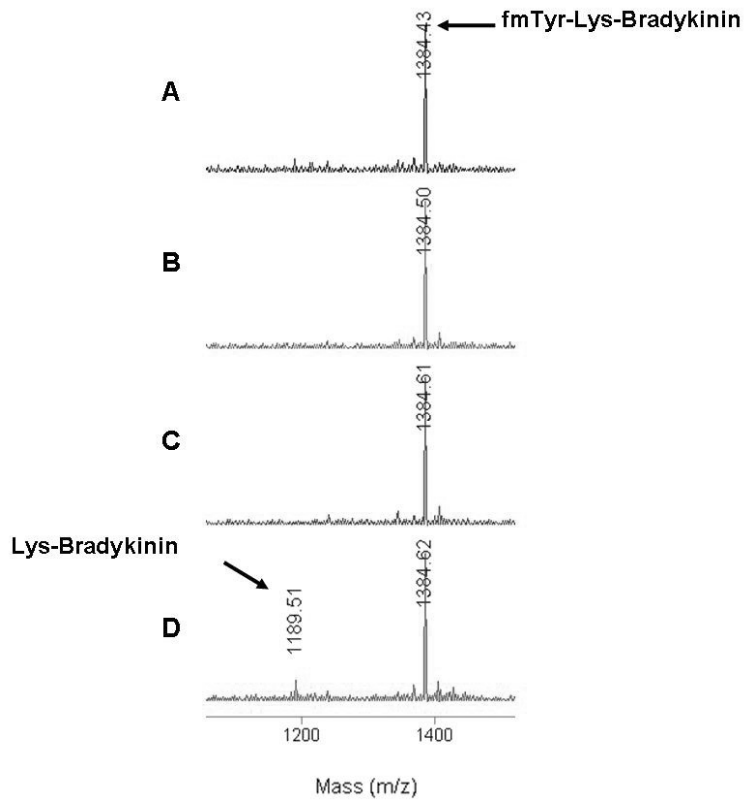 1384.43
fmTyr-Lys-Bradykinin
A
1384.50
B
1384.61
C
Lys-Bradykinin
1189.51
1384.62
D
1200 1400
Mass (m/z)